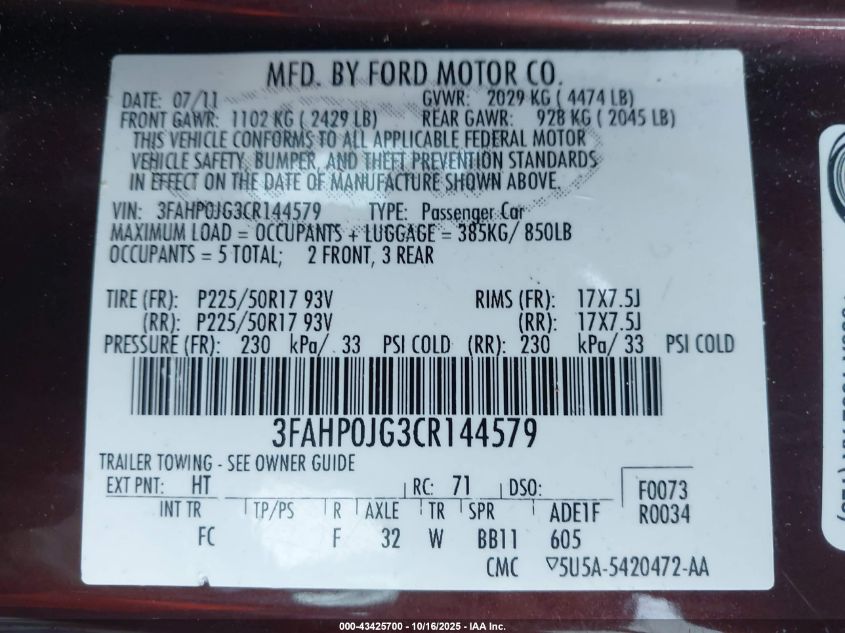 MFD. BY FORD MOTOR CO.
DATE: 07/11 GVWR: 2029 KG ( 4474 LB)
FRONT GAWR: 1102 KG ( 2429 LB) REAR GAWR: 928 KG ( 2045 LB)
THIS VEHICLE CONFORMS TO ALL APPLICABLE FEDERAL MOTOR
VEHICLE SAFETY, BUMPER, AND THEFT PREVENTION STANDARDS
IN EFFECT ON THE DATE OF MANUFACTURE SHOWN ABOVE.
VIN: 3FAHP0JG3CR144579 TYPE: Passenger Car
MAXIMUM LOAD = OCCUPANTS + LUGGAGE = 385KG/ 850LB
OCCUPANTS = 5 TOTAL; 2 FRONT, 3 REAR
TIRE (FR): P225/50R17 93V RIMS (FR): 17X7.5J
(RR): P225/50R17 93V (RR): 17X7.5J
PRESSURE (FR): 230 kPa/ 33 PSI COLD (RR): 230 kPa/ 33 PSI COLD
3FAHP0JG3CR144579
TRAILER TOWING - SEE OWNER GUIDE
EXT PNT: HT RC: 71 DSO: F0073
INT TR TP/PS R AXLE TR SPR ADE1F R0034
FC F 32 W BB11 605
CMC ▽5U5A-5420472-AA
000-43425700 - 10/16/2025 - IAA Inc.